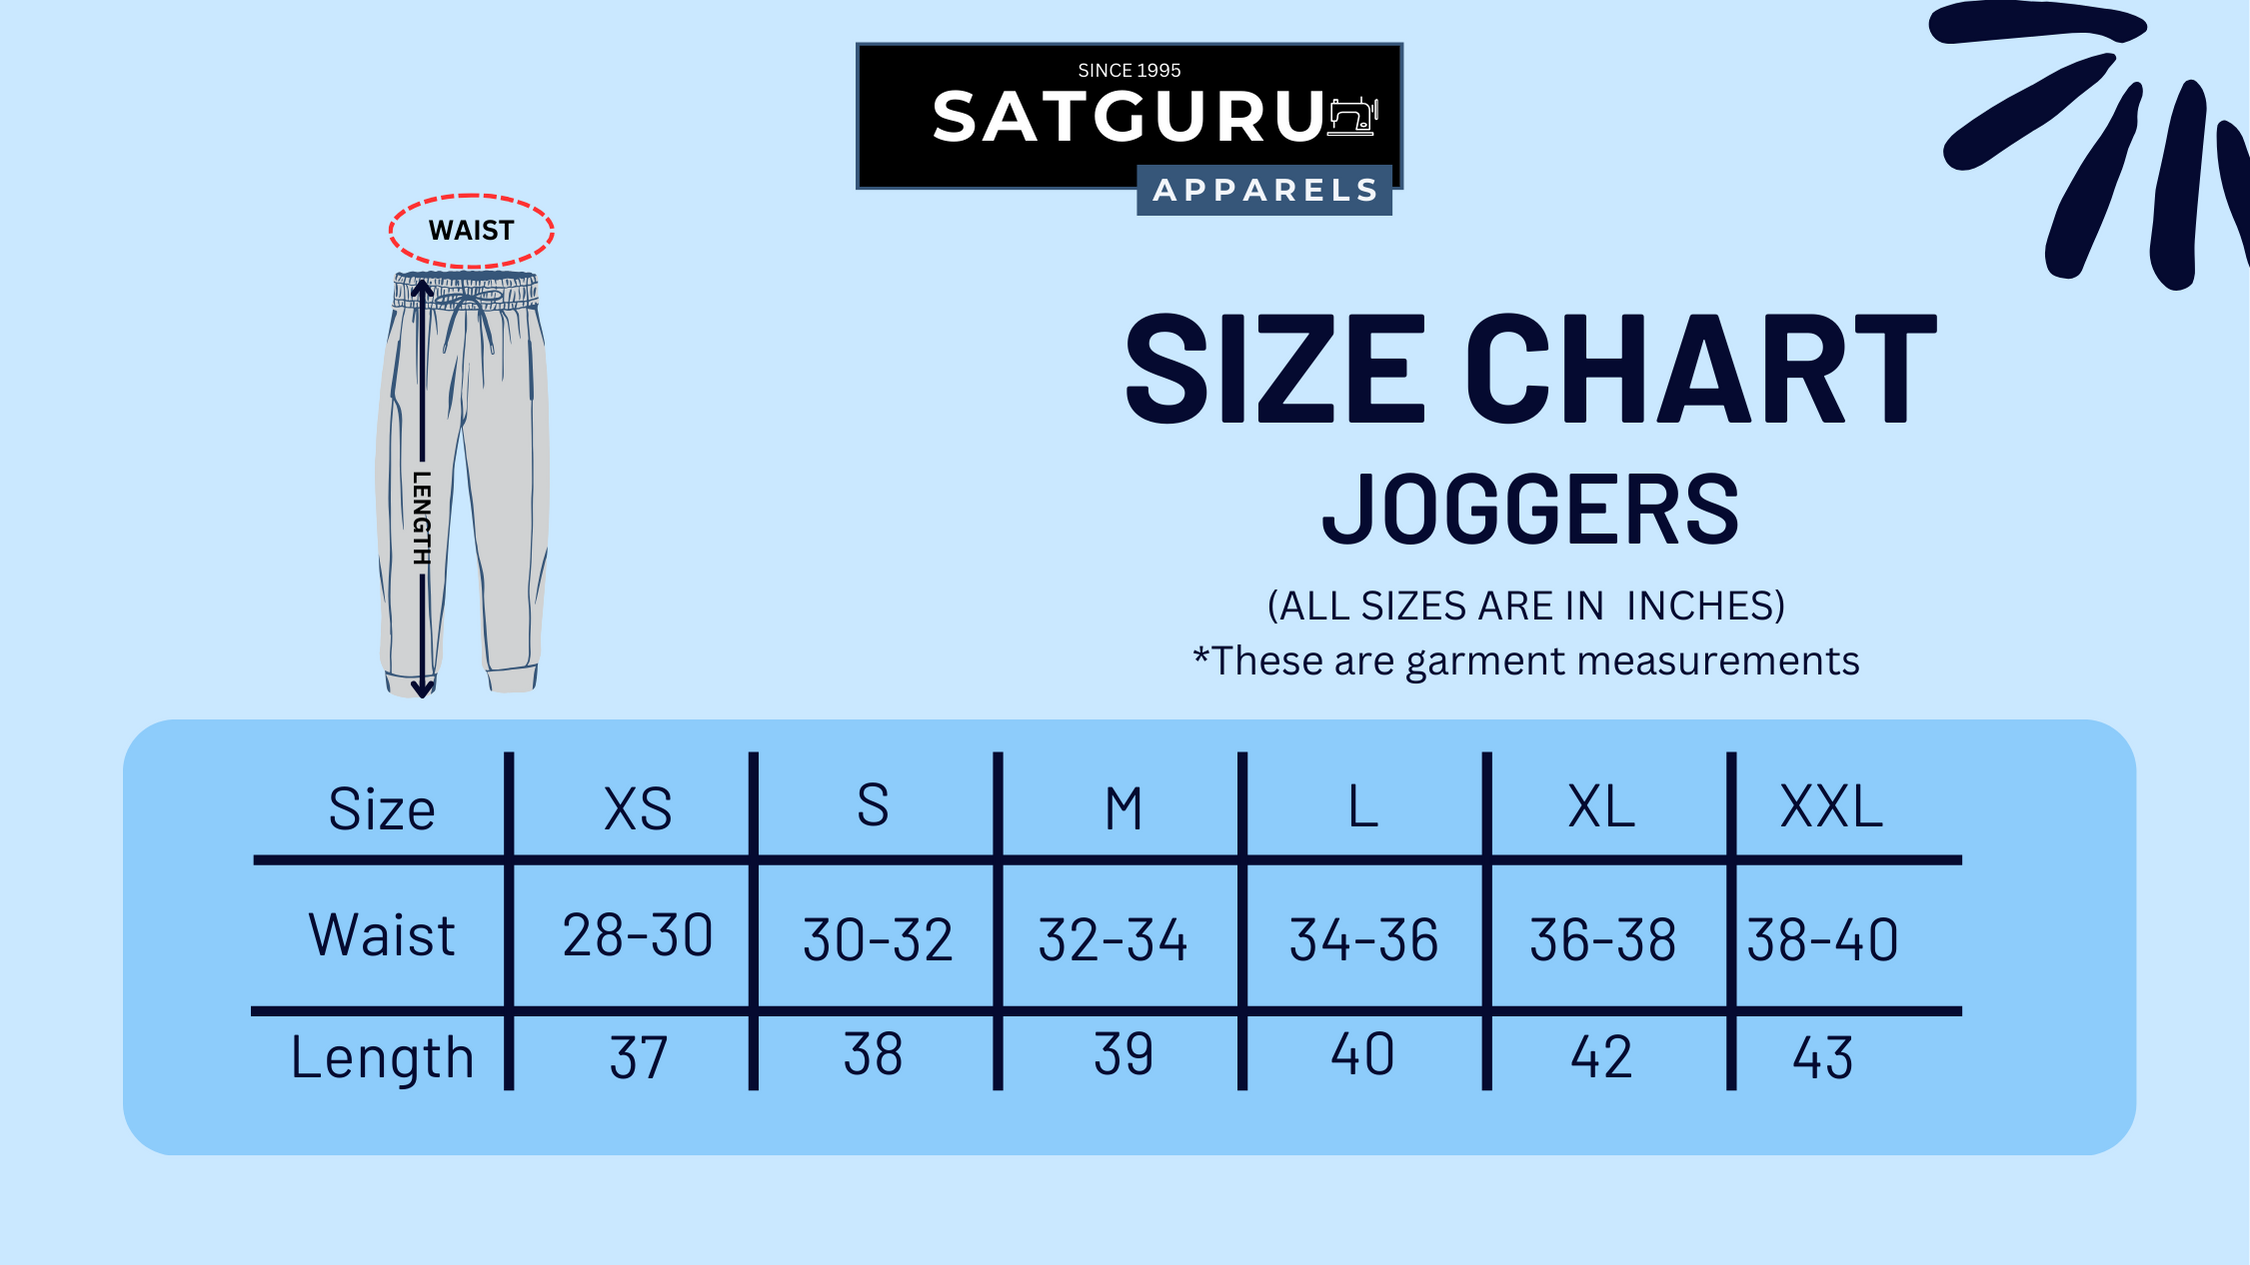 SINCE 1995
SATGURU
APPARELS
WAIST
LENGTH
SIZE CHART
JOGGERS
(ALL SIZES ARE IN INCHES)
*These are garment measurements
Size XS S M L XL XXL
Waist 28-30 30-32 32-34 34-36 36-38 38-40
Length 37 38 39 40 42 43